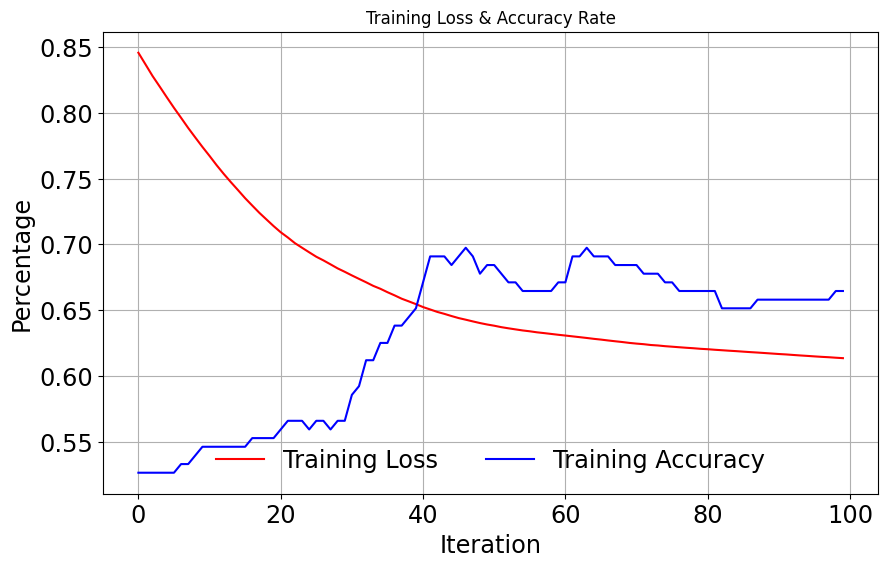 Training Loss & Accuracy Rate
Percentage
0.85
0.80
0.75
0.70
0.65
0.60
0.55
Training Loss Training Accuracy
0 20 40 60 80 100
Iteration